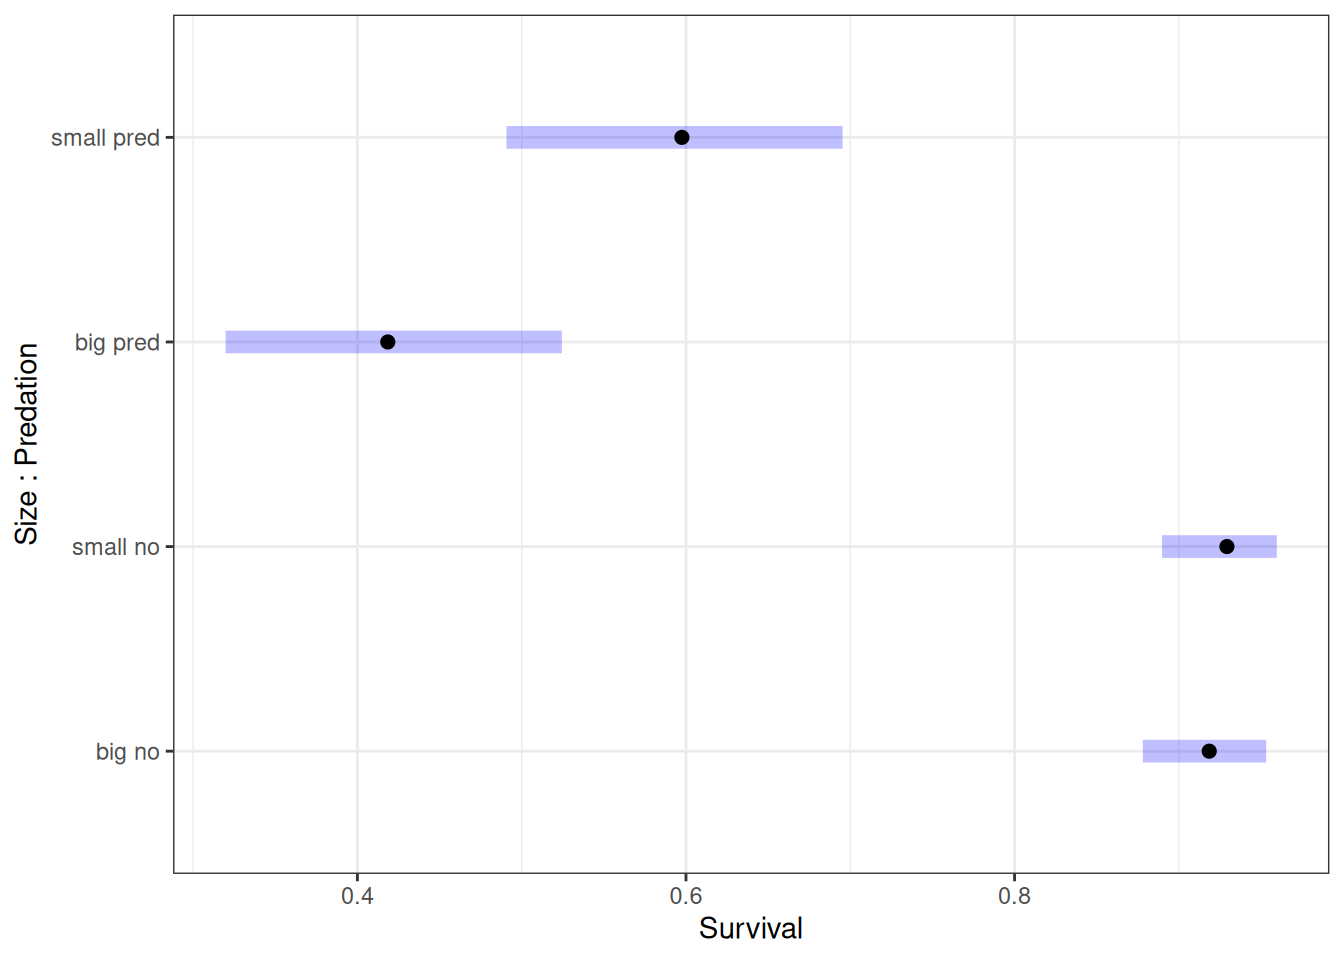 small pred
big pred
small no
big no
Size : Predation
0.4
0.6
0.8
Survival